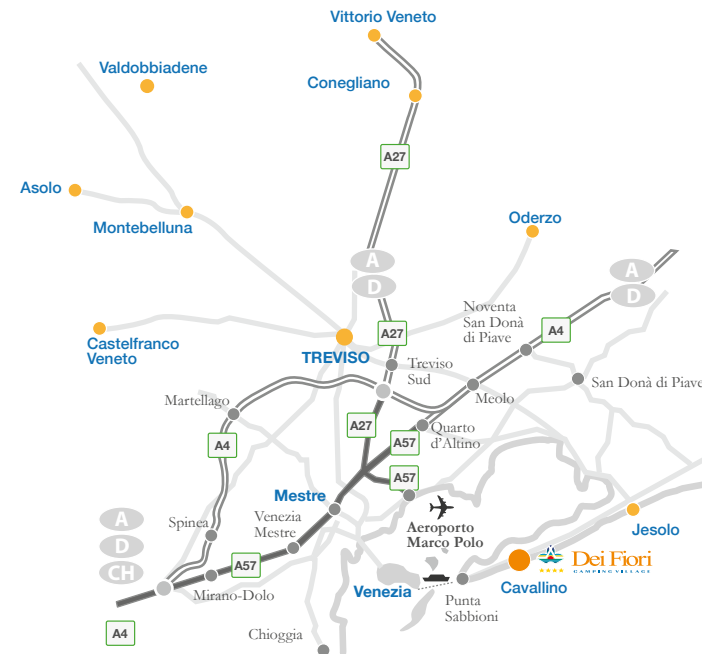 Vittorio Veneto
Valdobbiadene
Conegliano
A27
Asolo
Montebelluna
Oderzo
A
D
A
D
Noventa
San Donà
di Piave
A4
A27
Castelfranco
Veneto
TREVISO
Treviso
Sud
San Donà di Piave
Meolo
Martellago
A27
Quarto
d'Altino
A4
A57
A57
Mestre
Aeroporto
Marco Polo
Venezia
Mestre
Spinea
A
D
CH
Jesolo
Dei Fiori
CAMPING VILLAGE
A57
Mirano-Dolo
Venezia
Cavallino
Punta
Sabbioni
A4
Chioggia